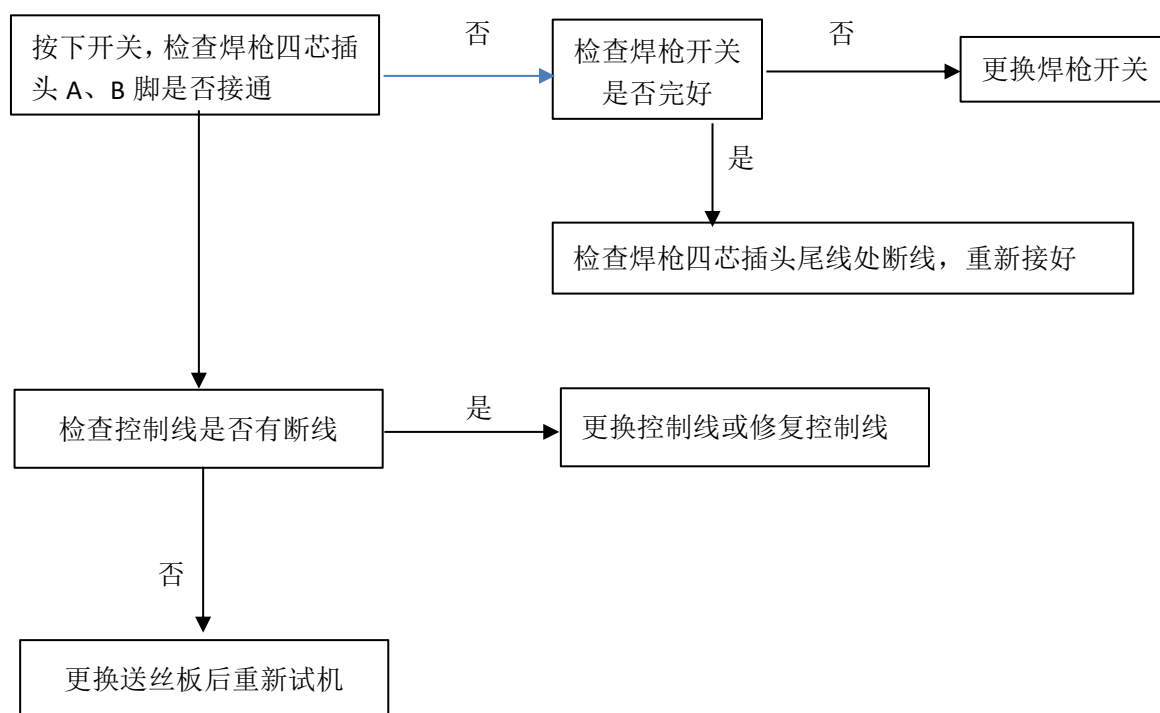 按下开关，检查焊枪四芯插
头 A、B 脚是否接通
否
检查焊枪开关
是否完好
否
更换焊枪开关
是
检查焊枪四芯插头尾线处断线，重新接好
检查控制线是否有断线
是
更换控制线或修复控制线
否
更换送丝板后重新试机